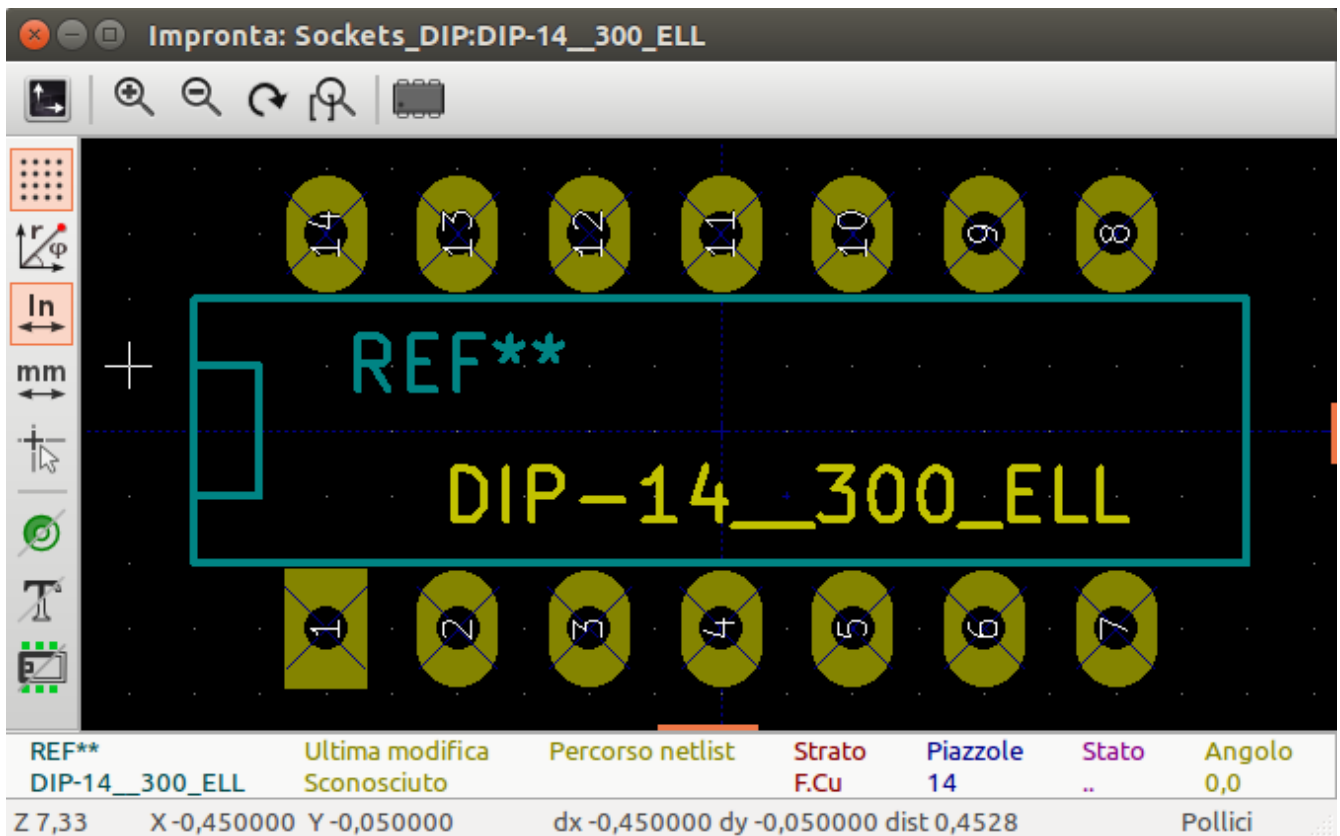 Impronta: Sockets_DIP:DIP-14__300_ELL
r φ
In
mm
14 13 12 11 10 9 8
REF**
DIP-14__300_ELL
1 2 3 4 5 6 7
REF** Ultima modifica Percorso netlist Strato Piazzole Stato Angolo
DIP-14__300_ELL Sconosciuto F.Cu 14 .. 0,0
Z 7,33 X -0,450000 Y -0,050000 dx -0,450000 dy -0,050000 dist 0,4528 Pollici